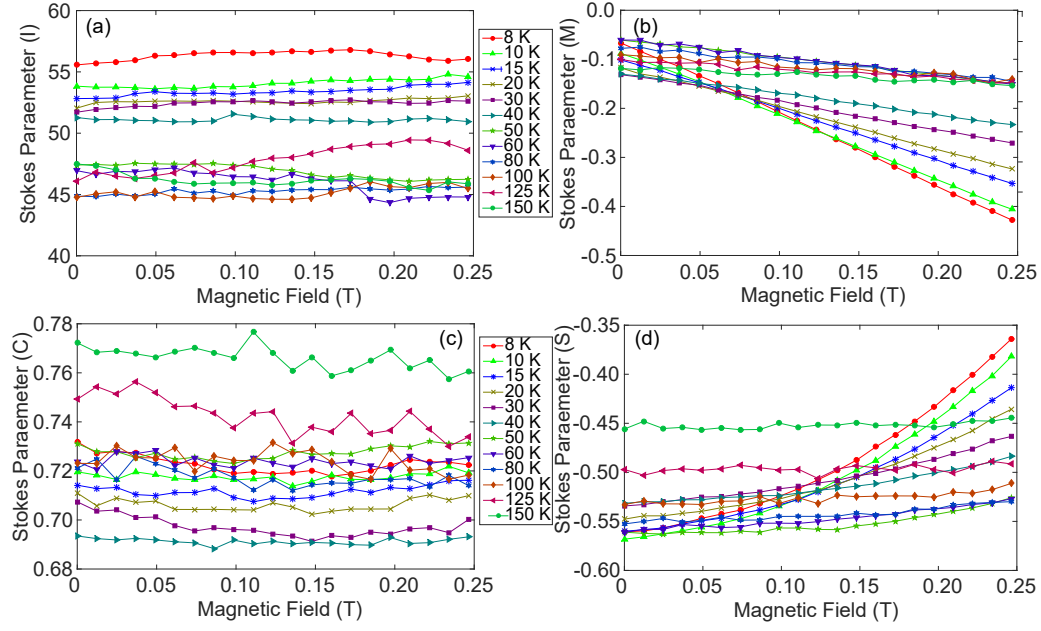 (a)
Stokes Paraemeter (I)
60
55
50
45
40
0
0.05
0.10
0.15
0.20
0.25
Magnetic Field (T)
8 K
10 K
15 K
20 K
30 K
40 K
50 K
60 K
80 K
100 K
125 K
150 K
(b)
Stokes Parameter (M)
0.0
-0.1
-0.2
-0.3
-0.4
-0.5
0
0.05
0.10
0.15
0.20
0.25
Magnetic Field (T)
(c)
Stokes Paraemeter (C)
0.78
0.76
0.74
0.72
0.70
0.68
0
0.05
0.10
0.15
0.20
0.25
Magnetic Field (T)
8 K
10 K
15 K
20 K
30 K
40 K
50 K
60 K
80 K
100 K
125 K
150 K
(d)
Stokes Paraemeter (S)
-0.35
-0.40
-0.45
-0.50
-0.55
-0.60
0
0.05
0.10
0.15
0.20
0.25
Magnetic Field (T)